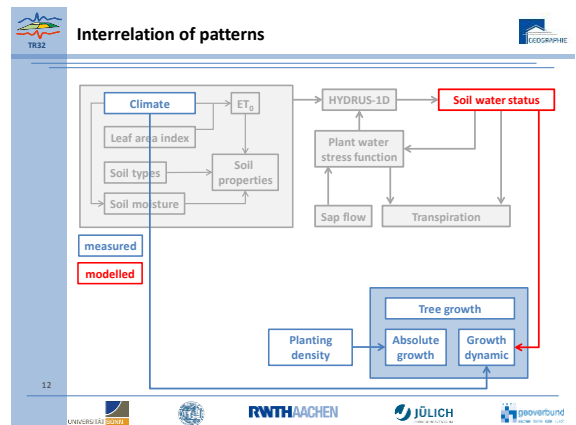 TR32
Interrelation of patterns
GEOGRAPHIE
Climate
ET0
HYDRUS-1D
Soil water status
Leaf area index
Plant water
stress function
Soil types
Soil
properties
Soil moisture
Sap flow
Transpiration
measured
modelled
Tree growth
Planting
density
Absolute
growth
Growth
dynamic
12
UNIVERSITÄT BONN
RWTHAACHEN
JÜLICH
geoverbund